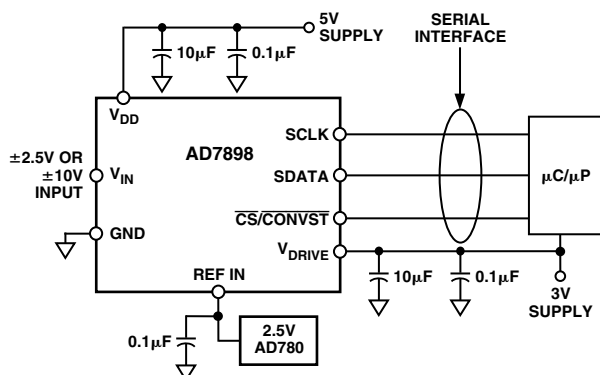 5V
SUPPLY
SERIAL
INTERFACE
10µF
0.1µF
VDD
AD7898
SCLK
±2.5V OR
±10V
INPUT
VIN
SDATA
µC/µP
CS/CONVST
GND
VDRIVE
REF IN
10µF
0.1µF
3V
SUPPLY
0.1µF
2.5V
AD780